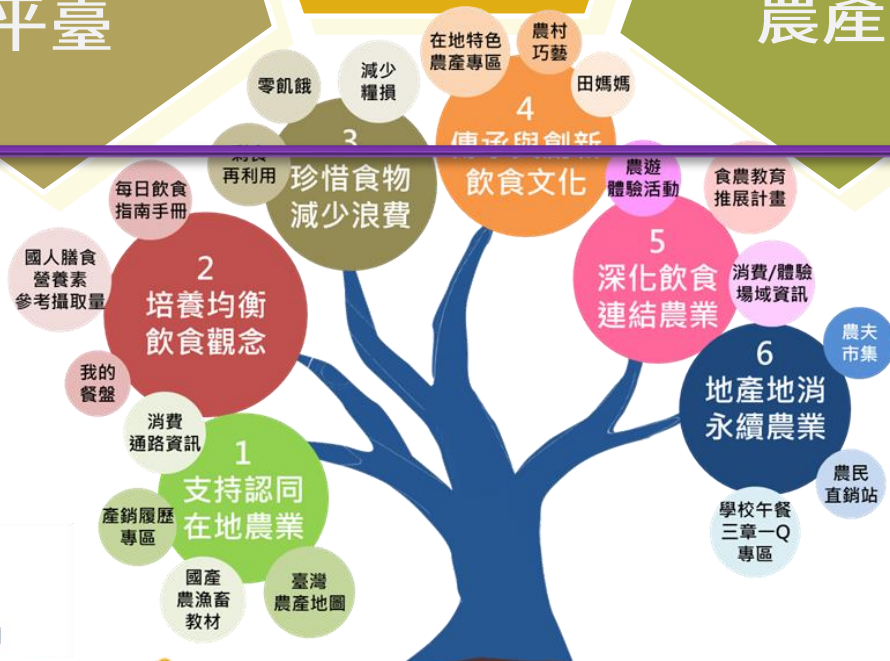 平臺
農產
在地特色
農產專區
農村
巧藝
田媽媽
4
傳承與創新
飲食文化
零飢餓
減少
糧損
再利用
3
珍惜食物
減少浪費
農遊
體驗活動
食農教育
推展計畫
消費/體驗
場域資訊
5
深化飲食
連結農業
每日飲食
指南手冊
國人膳食
營養素
參考攝取量
我的
餐盤
2
培養均衡
飲食觀念
農夫
市集
6
地產地消
永續農業
農民
直銷站
學校午餐
三章一Q
專區
消費
通路資訊
1
支持認同
在地農業
產銷履歷
專區
國產
農漁畜
教材
臺灣
農產地圖